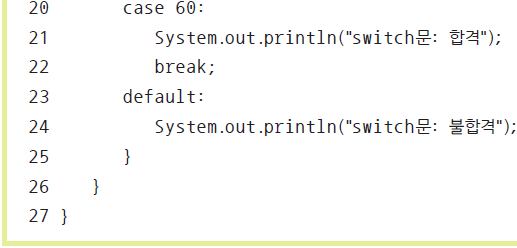 20 case 60:
21 System.out.println("switch문: 합격");
22 break;
23 default:
24 System.out.println("switch문: 불합격");
25 }
26 }
27 }